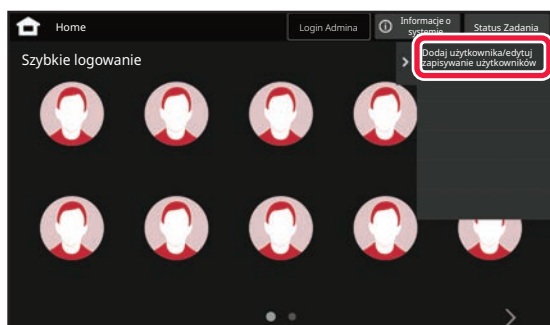 Home
Login Admina
Informacje o
systemie
Status Zadania
Szybkie logowanie
Dodaj użytkownika/edytuj
zapisywanie użytkowników